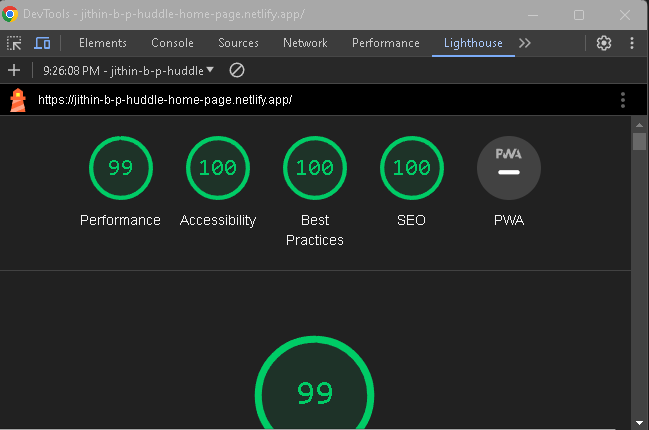 DevTools - jithin-b-p-huddle-home-page.netlify.app/
Elements Console Sources Network Performance Lighthouse
9:26:08 PM - jithin-b-p-huddle
https://jithin-b-p-huddle-home-page.netlify.app/
99 100 100 100 PWA
Performance Accessibility Best Practices SEO PWA
99